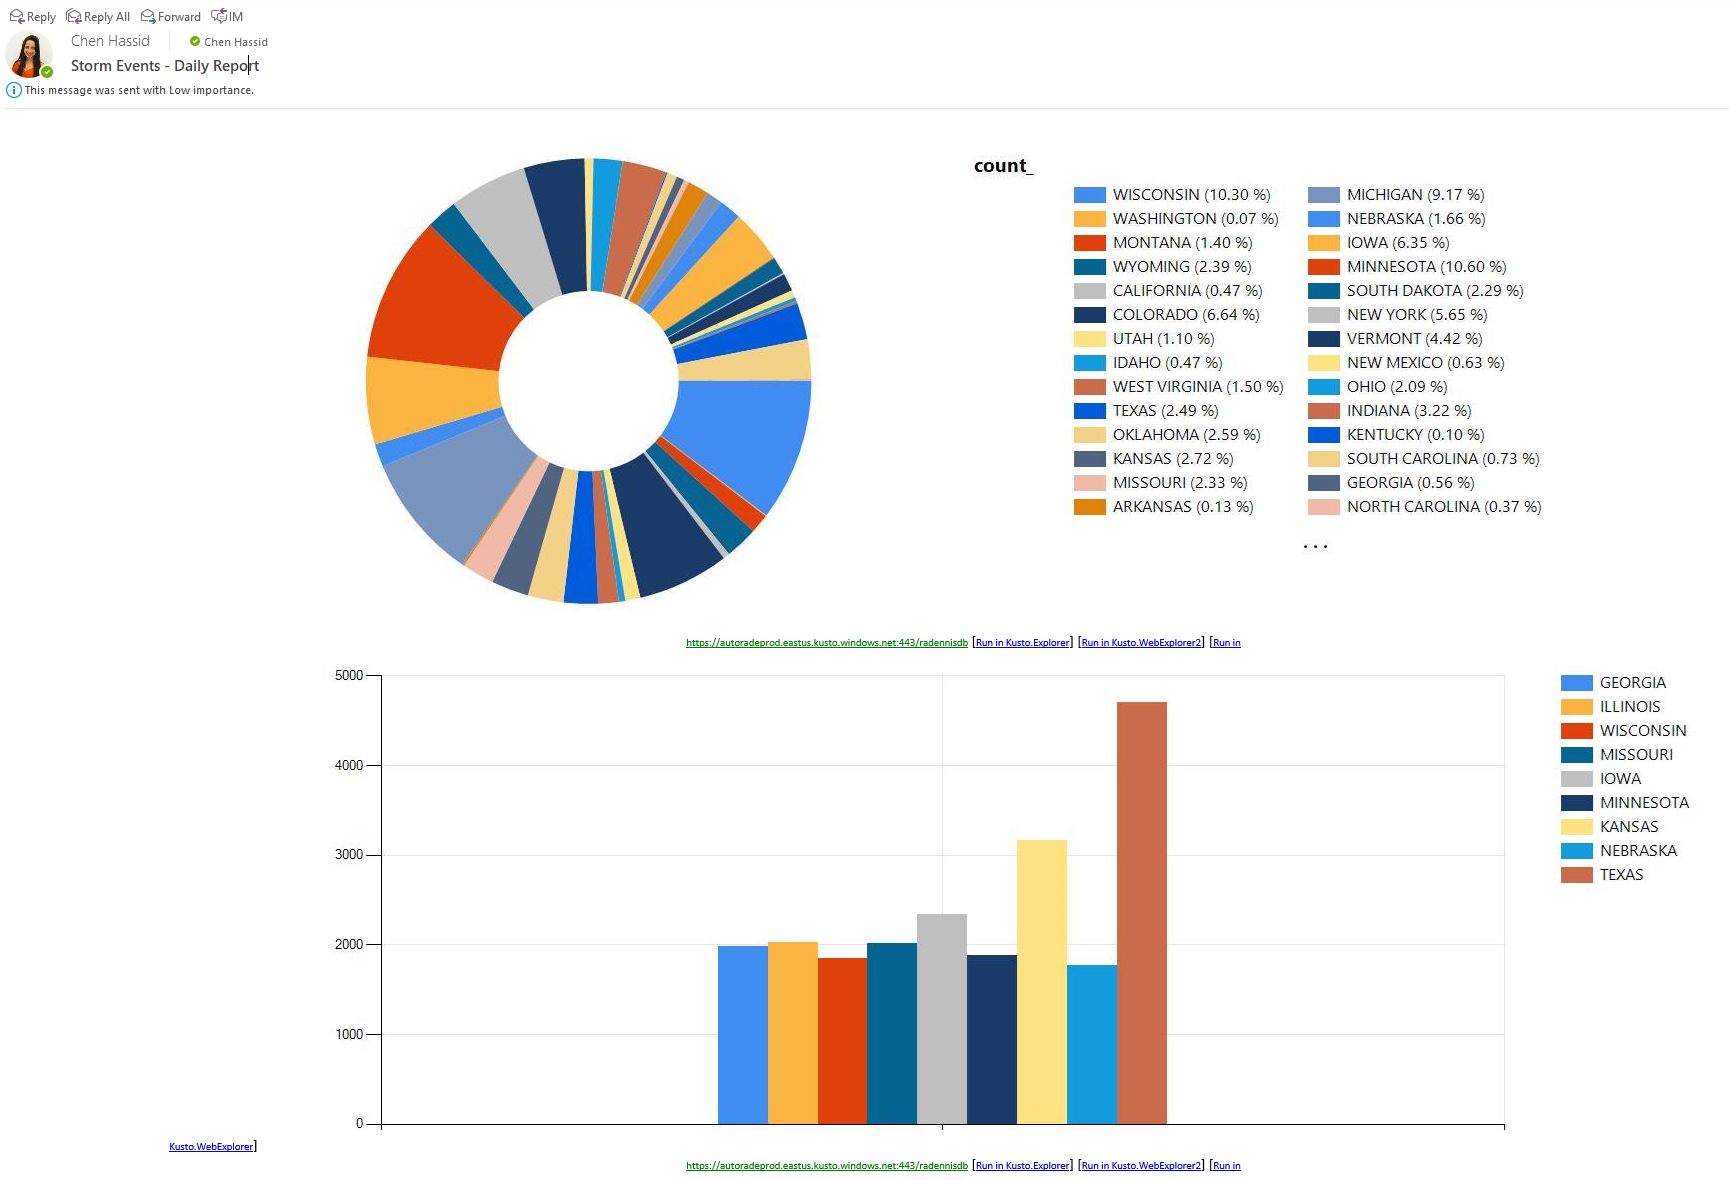 Reply Reply All Forward IM
Chen Hassid Chen Hassid
Storm Events - Daily Report
This message was sent with Low importance.
count_
WISCONSIN (10.30 %) MICHIGAN (9.17 %)
WASHINGTON (0.07 %) NEBRASKA (1.66 %)
MONTANA (1.40 %) IOWA (6.35 %)
WYOMING (2.39 %) MINNESOTA (10.60 %)
CALIFORNIA (0.47 %) SOUTH DAKOTA (2.29 %)
COLORADO (6.64 %) NEW YORK (5.65 %)
UTAH (1.10 %) VERMONT (4.42 %)
IDAHO (0.47 %) NEW MEXICO (0.63 %)
WEST VIRGINIA (1.50 %) OHIO (2.09 %)
TEXAS (2.49 %) INDIANA (3.22 %)
OKLAHOMA (2.59 %) KENTUCKY (0.10 %)
KANSAS (2.72 %) SOUTH CAROLINA (0.73 %)
MISSOURI (2.33 %) GEORGIA (0.56 %)
ARKANSAS (0.13 %) NORTH CAROLINA (0.37 %)
...
https://autoradeprod.eastus.kusto.windows.net:443/radennisdb [Run in Kusto.Explorer] [Run in Kusto.WebExplorer2] [Run in
5000
4000
3000
2000
1000
0
GEORGIA
ILLINOIS
WISCONSIN
MISSOURI
IOWA
MINNESOTA
KANSAS
NEBRASKA
TEXAS
Kusto.WebExplorer]
https://autoradeprod.eastus.kusto.windows.net:443/radennisdb [Run in Kusto.Explorer] [Run in Kusto.WebExplorer2] [Run in